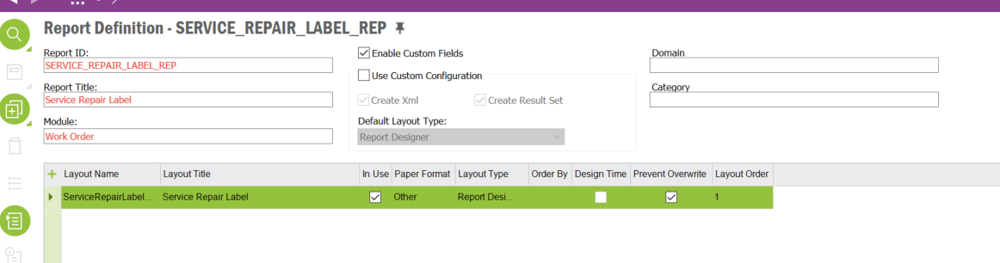 Report Definition - SERVICE_REPAIR_LABEL_REP
Report ID:
SERVICE_REPAIR_LABEL_REP
Enable Custom Fields
Domain
Use Custom Configuration
Report Title:
Service Repair Label
Category
Create Xml Create Result Set
Module:
Work Order
Default Layout Type:
Report Designer
Layout Name Layout Title In Use Paper Format Layout Type Order By Design Time Prevent Overwrite Layout Order
ServiceRepairLabel... Service Repair Label Other Report Desi... 1